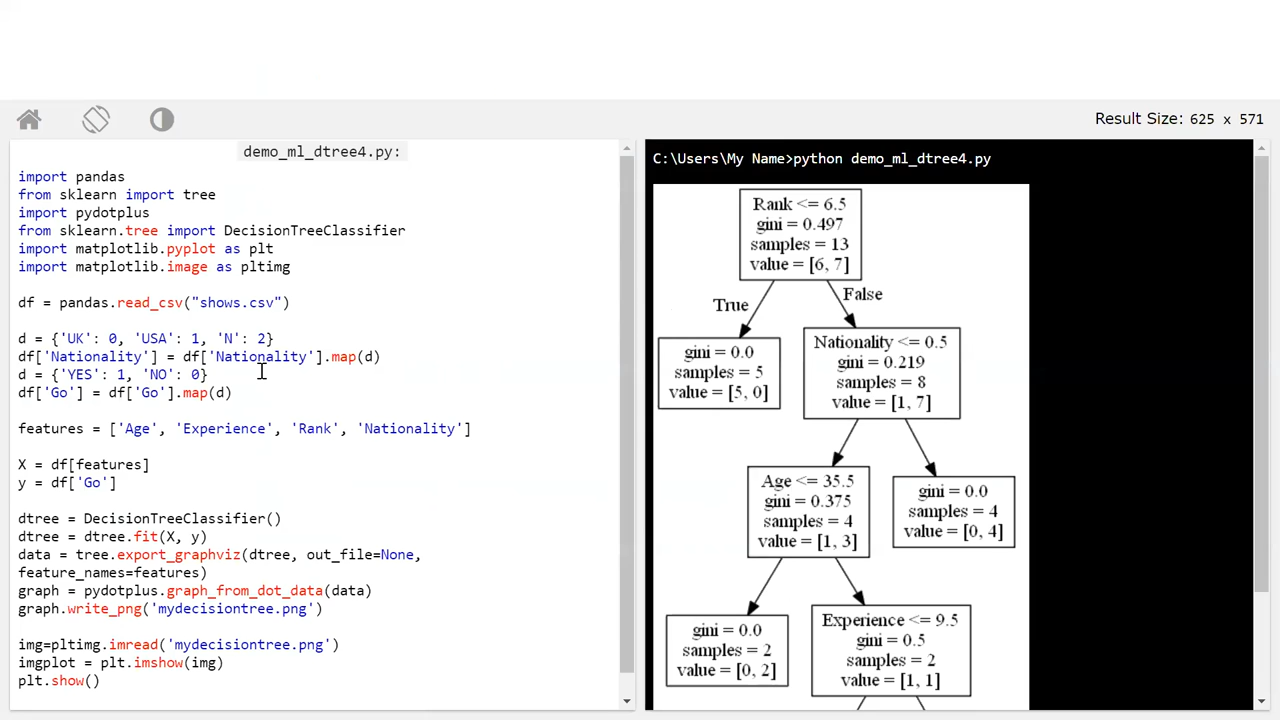 Result Size: 625 x 571
demo_ml_dtree4.py:
import pandas
from sklearn import tree
import pydotplus
from sklearn.tree import DecisionTreeClassifier
import matplotlib.pyplot as plt
import matplotlib.image as pltimg
df = pandas.read_csv("shows.csv")
d = {'UK': 0, 'USA': 1, 'N': 2}
df['Nationality'] = df['Nationality'].map(d)
d = {'YES': 1, 'NO': 0}
df['Go'] = df['Go'].map(d)
features = ['Age', 'Experience', 'Rank', 'Nationality']
X = df[features]
y = df['Go']
dtree = DecisionTreeClassifier()
dtree = dtree.fit(X, y)
data = tree.export_graphviz(dtree, out_file=None,
feature_names=features)
graph = pydotplus.graph_from_dot_data(data)
graph.write_png('mydecisiontree.png')
img=pltimg.imread('mydecisiontree.png')
imgplot = plt.imshow(img)
plt.show()
C:\Users\My Name>python demo_ml_dtree4.py
Rank <= 6.5
gini = 0.497
samples = 13
value = [6, 7]
True
False
gini = 0.0
samples = 5
value = [5, 0]
Nationality <= 0.5
gini = 0.219
samples = 8
value = [1, 7]
Age <= 35.5
gini = 0.375
samples = 4
value = [1, 3]
gini = 0.0
samples = 4
value = [0, 4]
gini = 0.0
samples = 2
value = [0, 2]
Experience <= 9.5
gini = 0.5
samples = 2
value = [1, 1]